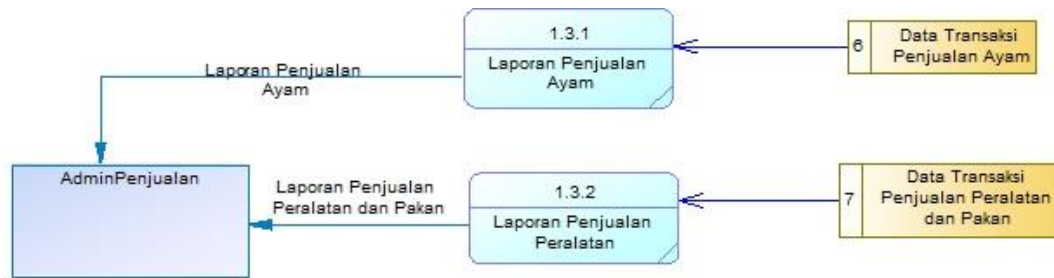 1.3.1
Laporan Penjualan
Ayam
6
Data Transaksi
Penjualan Ayam
Laporan Penjualan
Ayam
AdminPenjualan
Laporan Penjualan
Peralatan dan Pakan
1.3.2
Laporan Penjualan
Peralatan
7
Data Transaksi
Penjualan Peralatan
dan Pakan